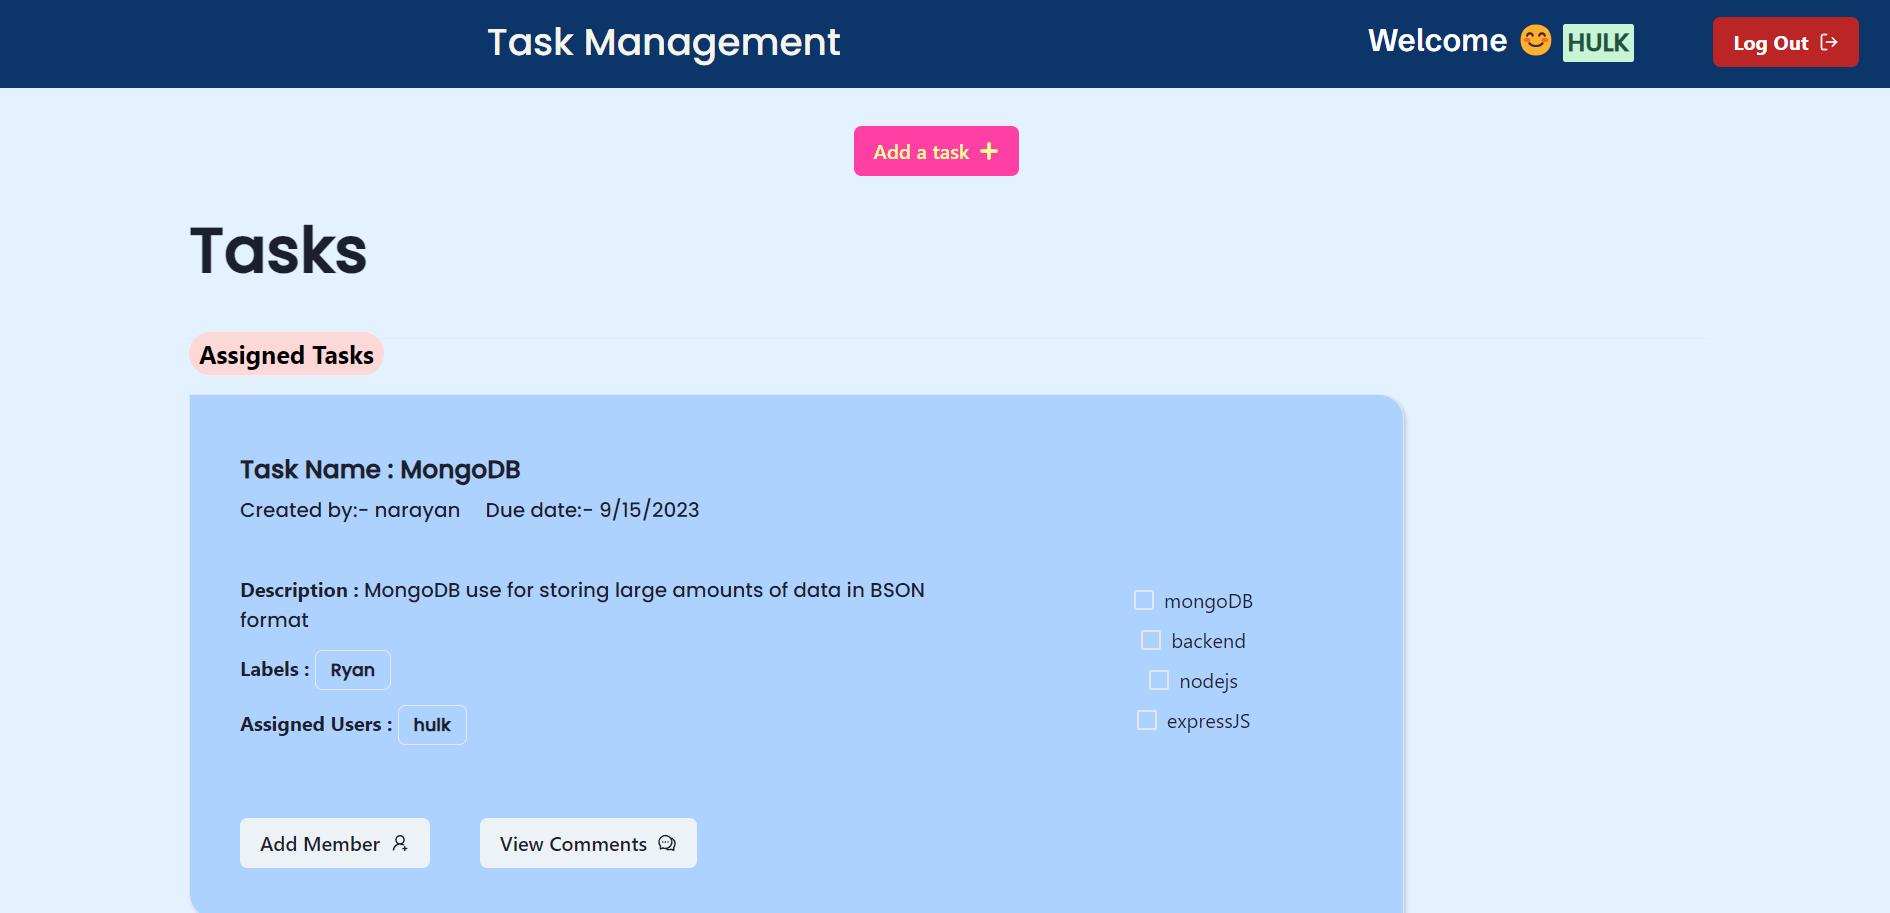 Task Management
Welcome 😊 HULK
Log Out
Add a task
Tasks
Assigned Tasks
Task Name : MongoDB
Created by:- narayan Due date:- 9/15/2023
Description : MongoDB use for storing large amounts of data in BSON
format
Labels : Ryan
Assigned Users : hulk
mongoDB
backend
nodejs
expressJS
Add Member
View Comments